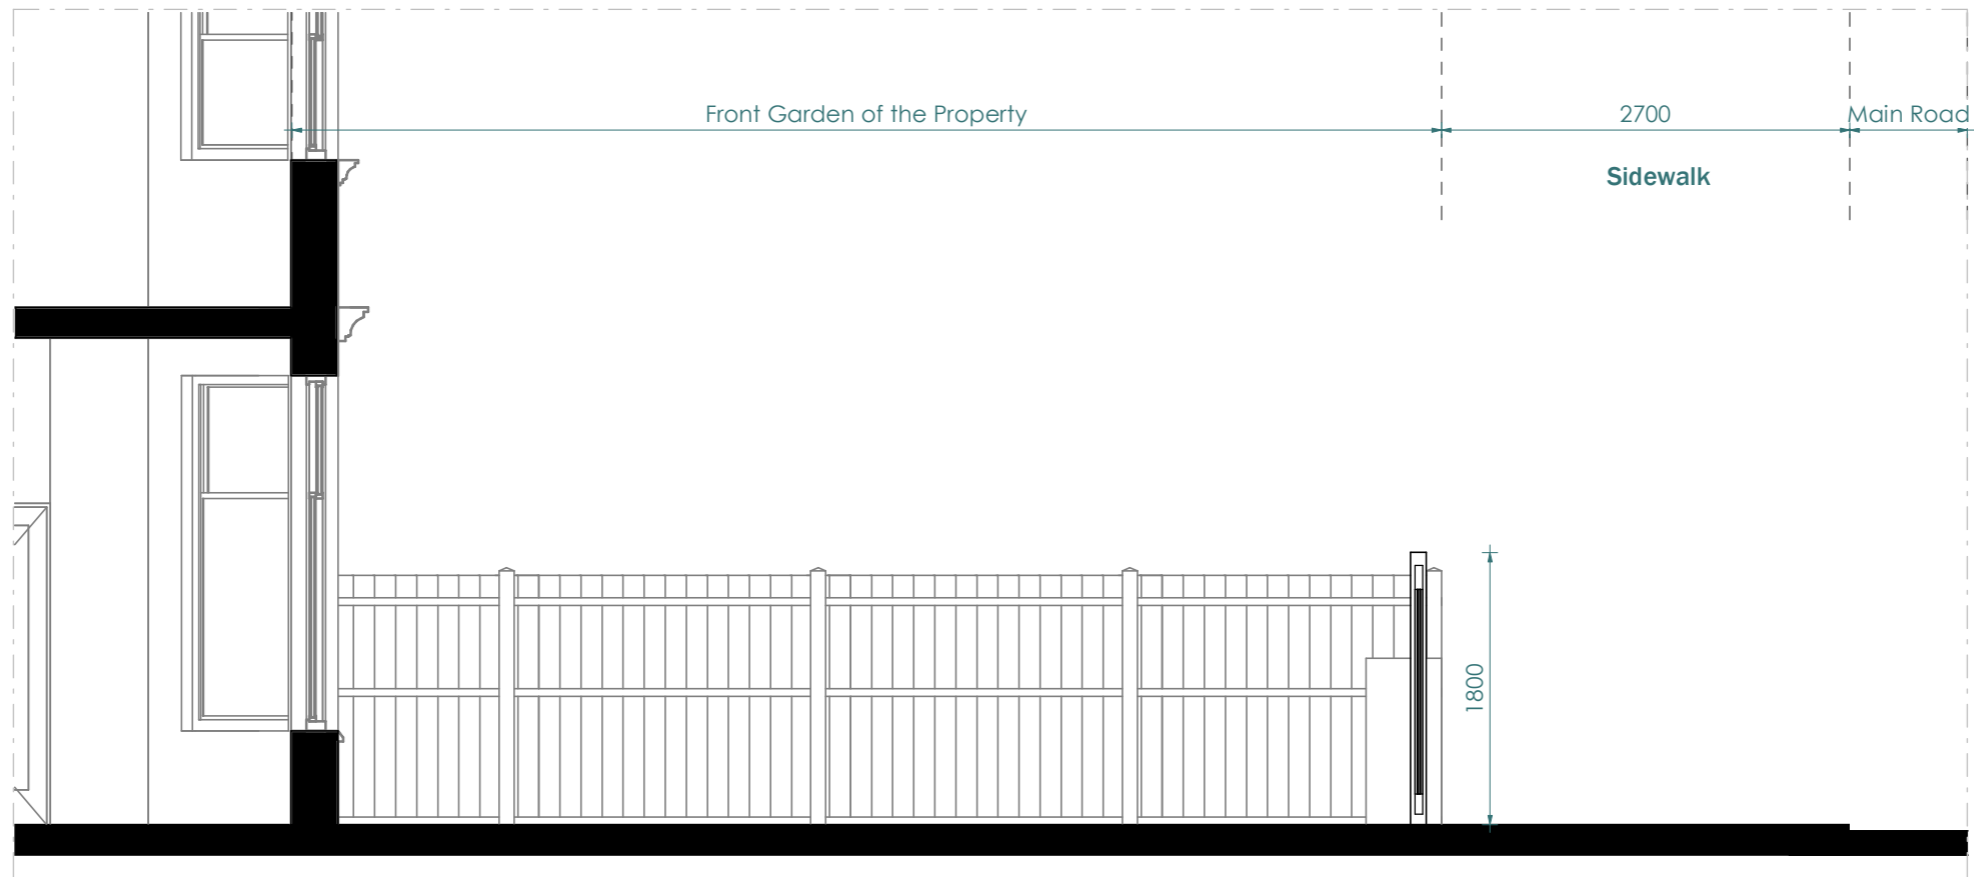 Front Garden of the Property
2700
Main Road
Sidewalk
1800